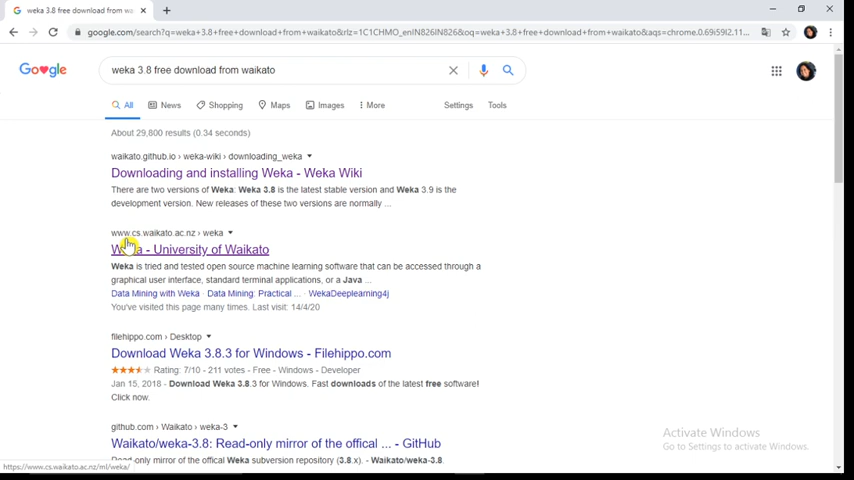 weka 3.8 free download from wa
google.com/search?q=weka+3.8+free+download+from+waikato&rlz=1C1CHMO_enIN826IN826&oq=weka+3.8+free+download+from+waikato&aqs=chrome.0.69i59l2.11...
Google
weka 3.8 free download from waikato
All News Shopping Maps Images More Settings Tools
About 29,800 results (0.34 seconds)
waikato.github.io › weka-wiki › downloading_weka
Downloading and installing Weka - Weka Wiki
There are two versions of Weka: Weka 3.8 is the latest stable version and Weka 3.9 is the
development version. New releases of these two versions are normally ...
www.cs.waikato.ac.nz › weka
Weka - University of Waikato
Weka is tried and tested open source machine learning software that can be accessed through a
graphical user interface, standard terminal applications, or a Java ...
Data Mining with Weka · Data Mining: Practical ... · WekaDeeplearning4j
You've visited this page many times. Last visit: 14/4/20
filehippo.com › Desktop
Download Weka 3.8.3 for Windows - Filehippo.com
Rating: 7/10 - 211 votes - Free - Windows - Developer
Jan 15, 2018 - Download Weka 3.8.3 for Windows. Fast downloads of the latest free software!
Click now.
github.com › Waikato › weka-3
Waikato/weka-3.8: Read-only mirror of the offical ... - GitHub
Read-only mirror of the offical Weka subversion repository (3.8.x). - Waikato/weka-3.8.
Activate Windows
Go to Settings to activate Windows.
https://www.cs.waikato.ac.nz/ml/weka/